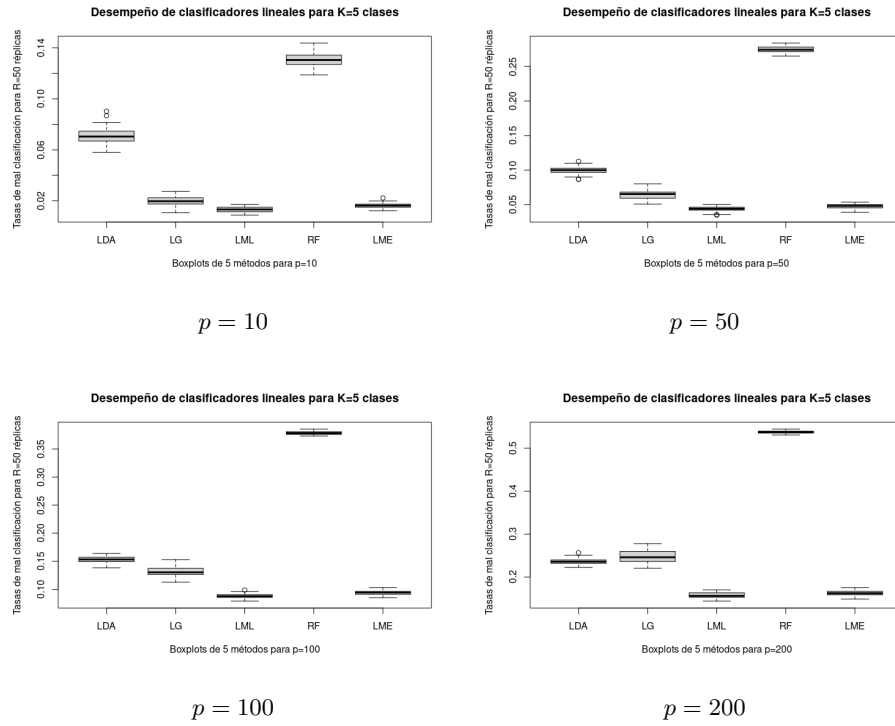 Desempeño de clasificadores lineales para K=5 clases
Tasas de mal clasificación para R=50 réplicas
0.14
0.10
0.06
0.02
LDA LG LML RF LME
Boxplots de 5 métodos para p=10
p = 10
Desempeño de clasificadores lineales para K=5 clases
Tasas de mal clasificación para R=50 réplicas
0.25
0.20
0.15
0.10
0.05
LDA LG LML RF LME
Boxplots de 5 métodos para p=50
p = 50
Desempeño de clasificadores lineales para K=5 clases
Tasas de mal clasificación para R=50 réplicas
0.35
0.30
0.25
0.20
0.15
0.10
LDA LG LML RF LME
Boxplots de 5 métodos para p=100
p = 100
Desempeño de clasificadores lineales para K=5 clases
Tasas de mal clasificación para R=50 réplicas
0.5
0.4
0.3
0.2
LDA LG LML RF LME
Boxplots de 5 métodos para p=200
p = 200